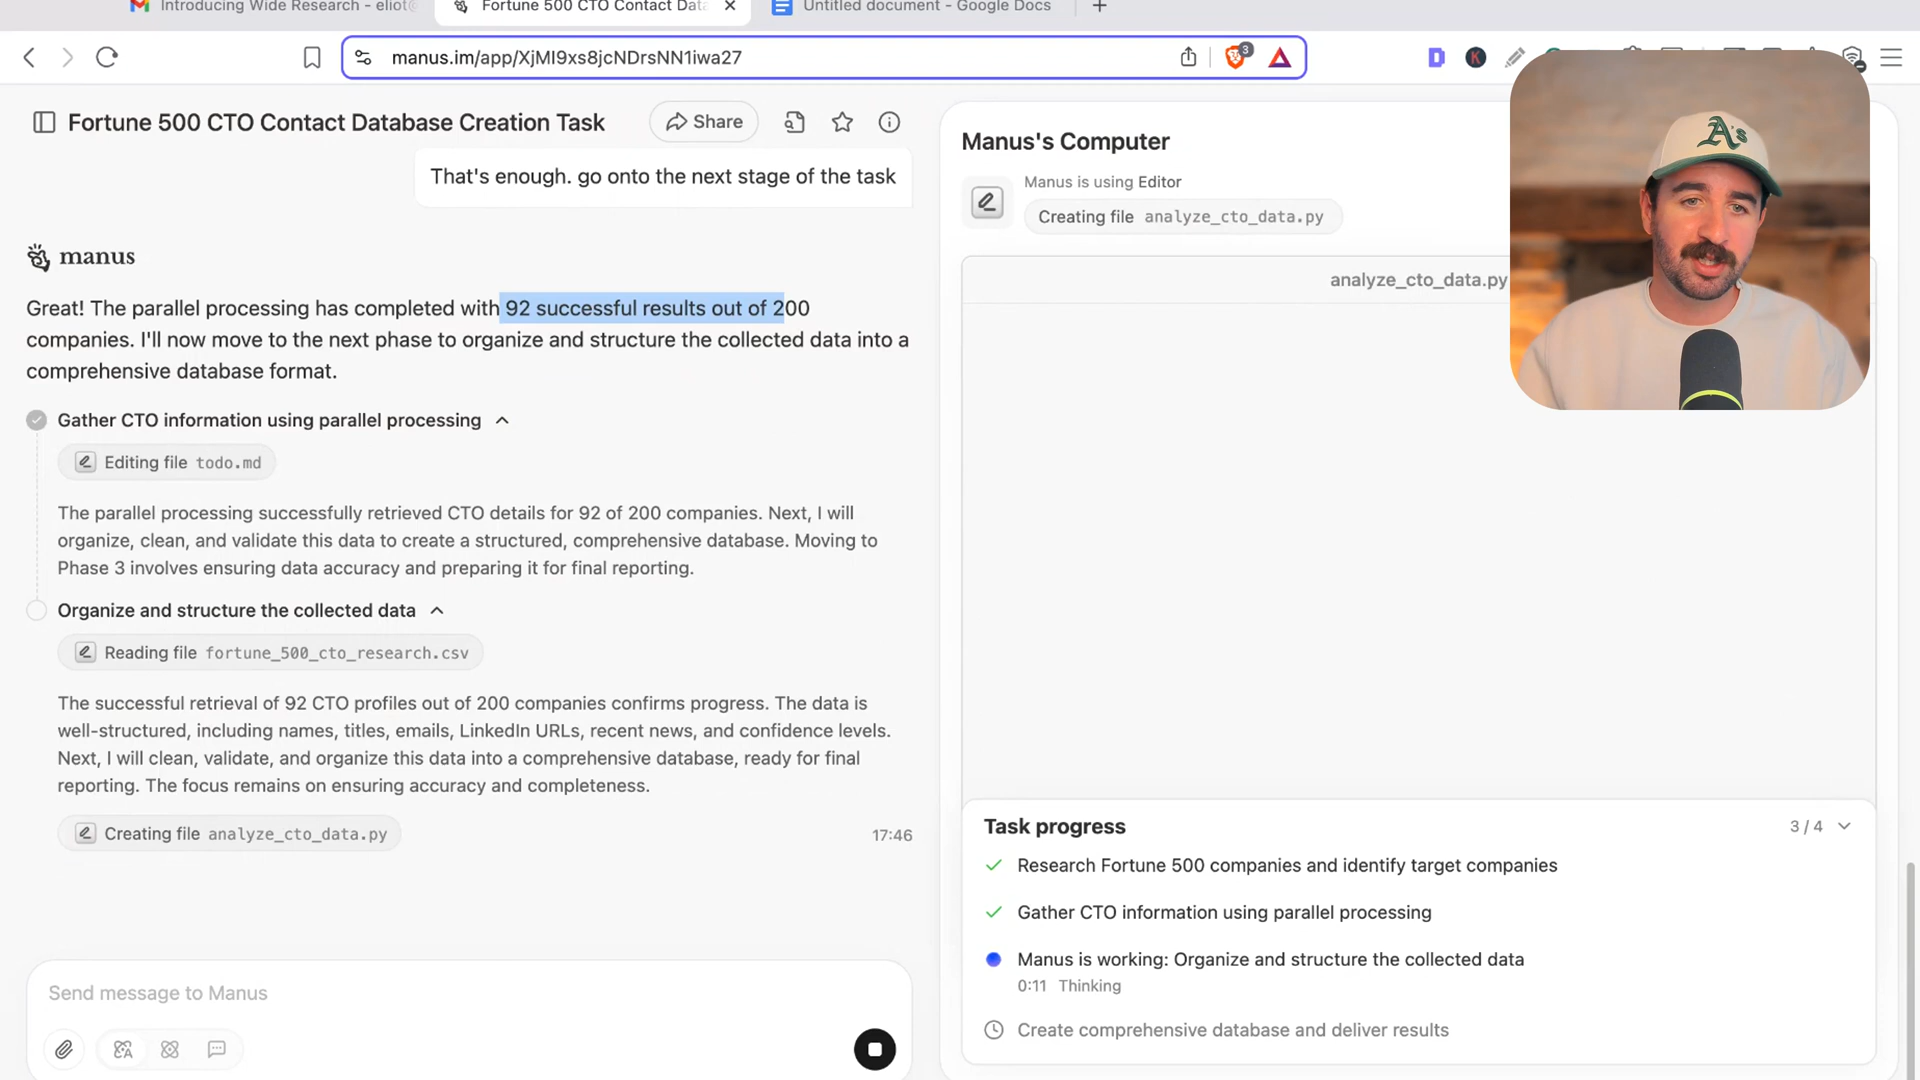 Introducing Wide Research - eliot@
Fortune 500 CTO Contact Data
Untitled document - Google Docs
manus.im/app/XjMI9xs8jcNDrsNN1iwa27
3
D
K
Fortune 500 CTO Contact Database Creation Task
Share
That's enough. go onto the next stage of the task
manus
Great! The parallel processing has completed with 92 successful results out of 200
companies. I'll now move to the next phase to organize and structure the collected data into a
comprehensive database format.
Gather CTO information using parallel processing
Editing file todo.md
The parallel processing successfully retrieved CTO details for 92 of 200 companies. Next, I will
organize, clean, and validate this data to create a structured, comprehensive database. Moving to
Phase 3 involves ensuring data accuracy and preparing it for final reporting.
Organize and structure the collected data
Reading file fortune_500_cto_research.csv
The successful retrieval of 92 CTO profiles out of 200 companies confirms progress. The data is
well-structured, including names, titles, emails, LinkedIn URLs, recent news, and confidence levels.
Next, I will clean, validate, and organize this data into a comprehensive database, ready for final
reporting. The focus remains on ensuring accuracy and completeness.
Creating file analyze_cto_data.py
17:46
Send message to Manus
Manus's Computer
Manus is using Editor
Creating file analyze_cto_data.py
analyze_cto_data.py
A's
Task progress
3 / 4
Research Fortune 500 companies and identify target companies
Gather CTO information using parallel processing
Manus is working: Organize and structure the collected data
0:11 Thinking
Create comprehensive database and deliver results